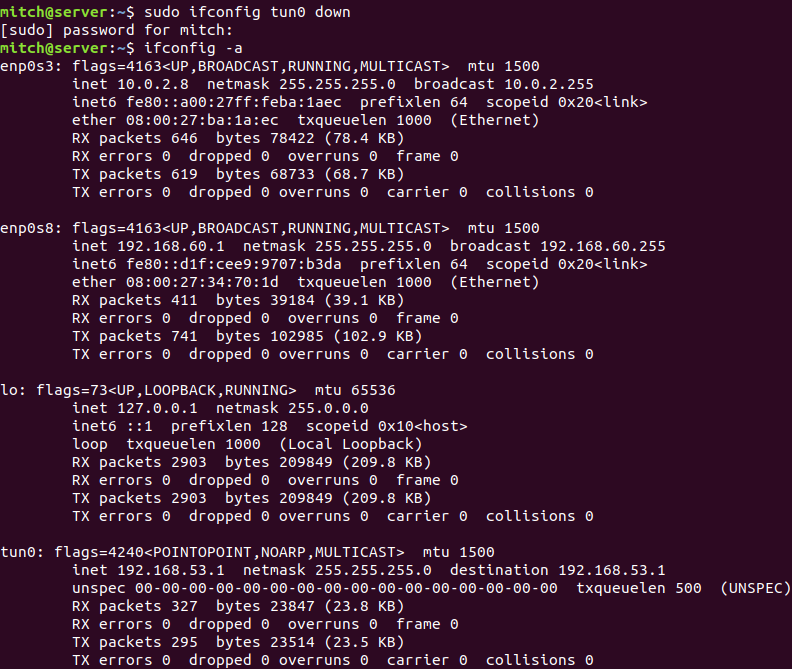 mitch@server:~$ sudo ifconfig tun0 down
[sudo] password for mitch:
mitch@server:~$ ifconfig -a
enp0s3: flags=4163<UP,BROADCAST,RUNNING,MULTICAST>  mtu 1500
        inet 10.0.2.8  netmask 255.255.255.0  broadcast 10.0.2.255
        inet6 fe80::a00:27ff:feba:1aec  prefixlen 64  scopeid 0x20<link>
        ether 08:00:27:ba:1a:ec  txqueuelen 1000  (Ethernet)
        RX packets 646  bytes 78422 (78.4 KB)
        RX errors 0  dropped 0  overruns 0  frame 0
        TX packets 619  bytes 68733 (68.7 KB)
        TX errors 0  dropped 0 overruns 0  carrier 0  collisions 0

enp0s8: flags=4163<UP,BROADCAST,RUNNING,MULTICAST>  mtu 1500
        inet 192.168.60.1  netmask 255.255.255.0  broadcast 192.168.60.255
        inet6 fe80::d1f:cee9:9707:b3da  prefixlen 64  scopeid 0x20<link>
        ether 08:00:27:34:70:1d  txqueuelen 1000  (Ethernet)
        RX packets 411  bytes 39184 (39.1 KB)
        RX errors 0  dropped 0  overruns 0  frame 0
        TX packets 741  bytes 102985 (102.9 KB)
        TX errors 0  dropped 0 overruns 0  carrier 0  collisions 0

lo: flags=73<UP,LOOPBACK,RUNNING>  mtu 65536
        inet 127.0.0.1  netmask 255.0.0.0
        inet6 ::1  prefixlen 128  scopeid 0x10<host>
        loop  txqueuelen 1000  (Local Loopback)
        RX packets 2903  bytes 209849 (209.8 KB)
        RX errors 0  dropped 0  overruns 0  frame 0
        TX packets 2903  bytes 209849 (209.8 KB)
        TX errors 0  dropped 0 overruns 0  carrier 0  collisions 0

tun0: flags=4240<POINTOPOINT,NOARP,MULTICAST>  mtu 1500
        inet 192.168.53.1  netmask 255.255.255.0  destination 192.168.53.1
        unspec 00-00-00-00-00-00-00-00-00-00-00-00-00-00-00-00  txqueuelen 500  (UNSPEC)
        RX packets 327  bytes 23847 (23.8 KB)
        RX errors 0  dropped 0  overruns 0  frame 0
        TX packets 295  bytes 23514 (23.5 KB)
        TX errors 0  dropped 0 overruns 0  carrier 0  collisions 0